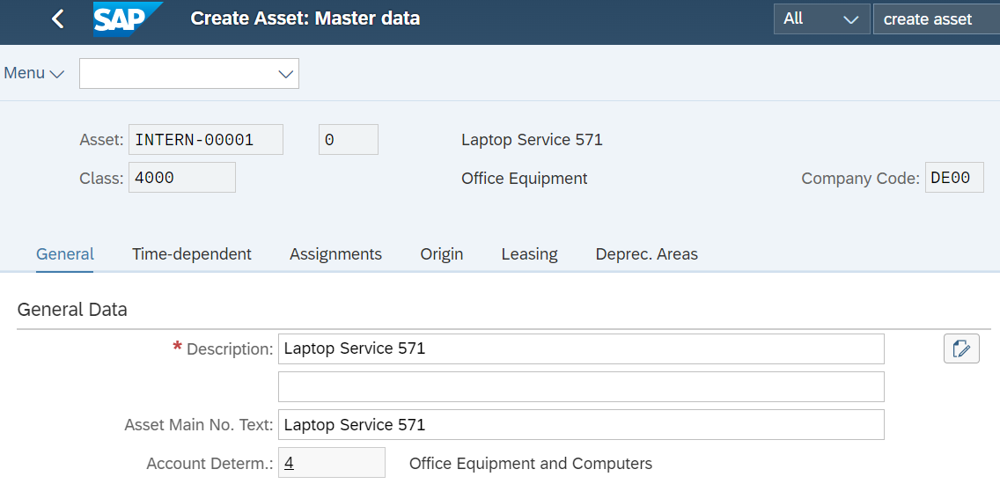 SAP Create Asset: Master data All create asset
Menu
Asset: INTERN-00001 0 Laptop Service 571
Class: 4000 Office Equipment Company Code: DE00
General Time-dependent Assignments Origin Leasing Deprec. Areas
General Data
* Description: Laptop Service 571
Asset Main No. Text: Laptop Service 571
Account Determ.: 4 Office Equipment and Computers